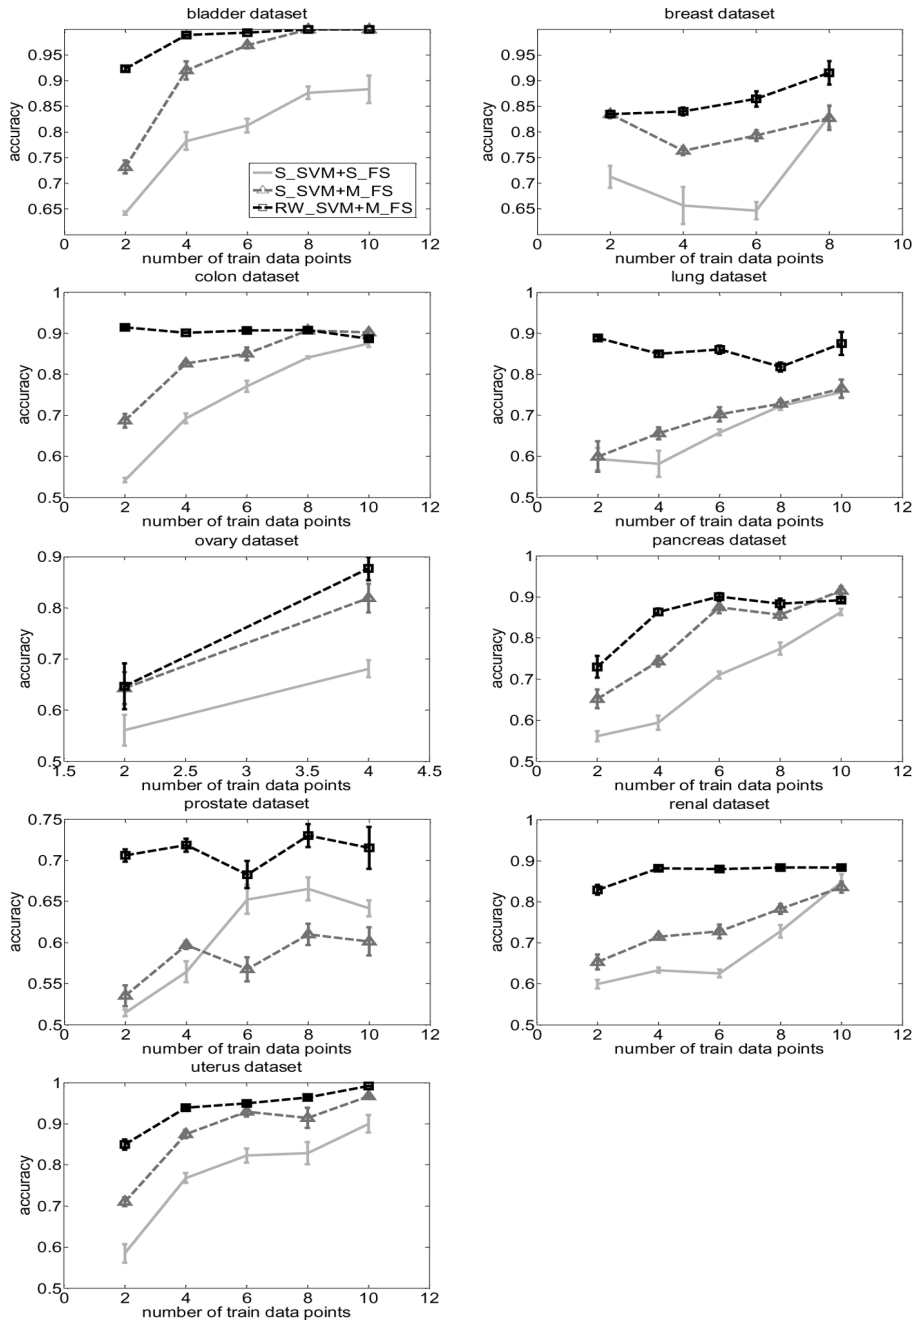 bladder dataset
0.95
0.9
0.85
0.8
0.75
0.7
0.65
accuracy
S_SVM+S_FS
S_SVM+M_FS
RW_SVM+M_FS
0 2 4 6 8 10 12
number of train data points
breast dataset
0.95
0.9
0.85
0.8
0.75
0.7
0.65
accuracy
0 2 4 6 8 10
number of train data points
colon dataset
1
0.9
0.8
0.7
0.6
0.5
accuracy
0 2 4 6 8 10 12
number of train data points
lung dataset
1
0.9
0.8
0.7
0.6
0.5
accuracy
0 2 4 6 8 10 12
number of train data points
ovary dataset
0.9
0.8
0.7
0.6
0.5
accuracy
1.5 2 2.5 3 3.5 4 4.5
number of train data points
pancreas dataset
1
0.9
0.8
0.7
0.6
0.5
accuracy
0 2 4 6 8 10 12
number of train data points
prostate dataset
0.75
0.7
0.65
0.6
0.55
0.5
accuracy
0 2 4 6 8 10 12
number of train data points
renal dataset
1
0.9
0.8
0.7
0.6
0.5
accuracy
0 2 4 6 8 10 12
number of train data points
uterus dataset
1
0.9
0.8
0.7
0.6
0.5
accuracy
0 2 4 6 8 10 12
number of train data points